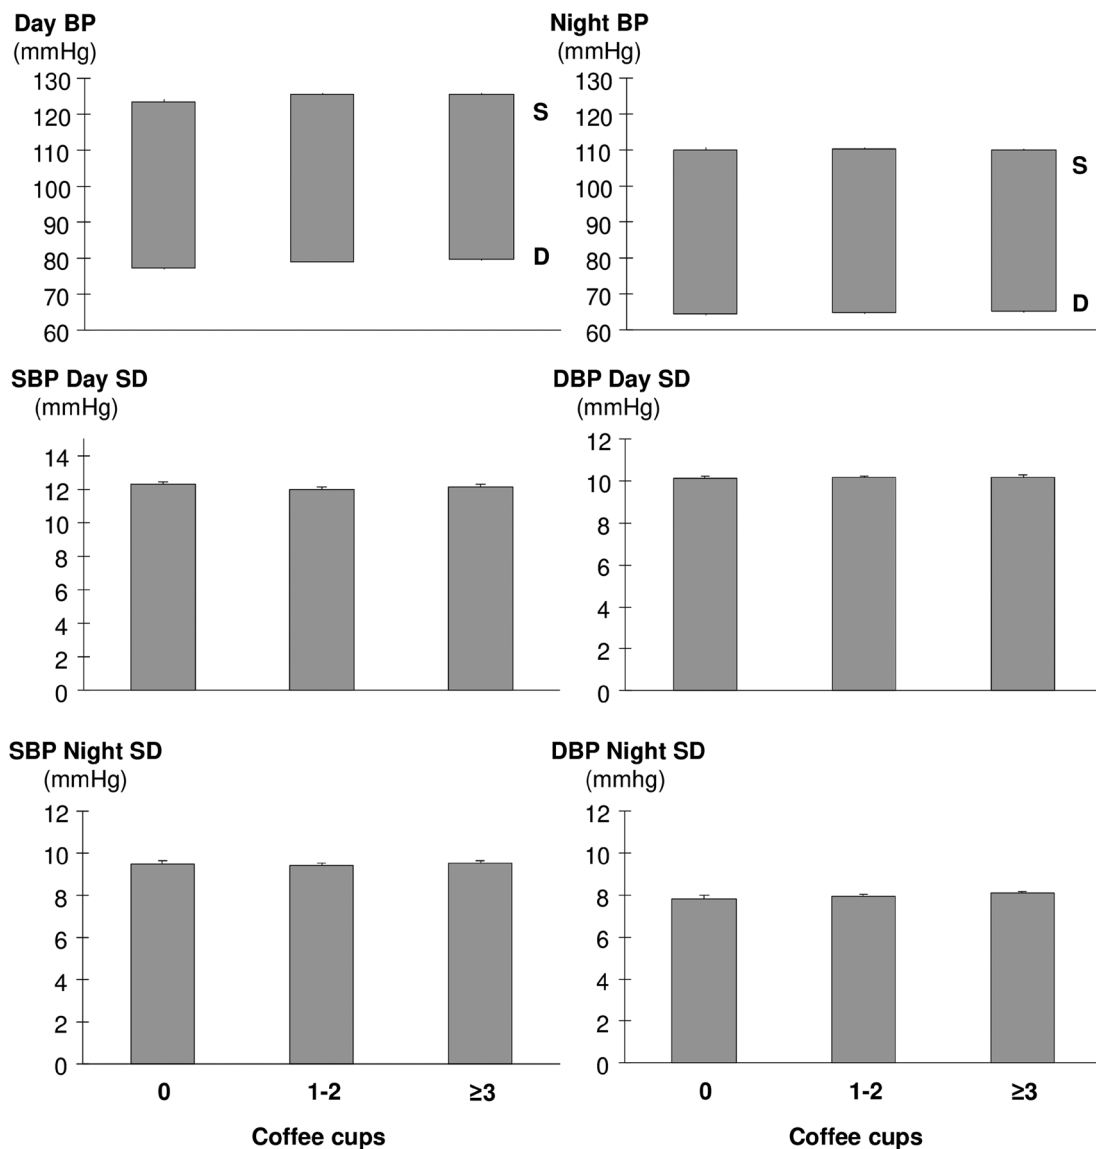 Day BP
(mmHg)
130
120
110
100
90
80
70
60
S
D
Night BP
(mmHg)
130
120
110
100
90
80
70
60
S
D
SBP Day SD
(mmHg)
14
12
10
8
6
4
2
0
DBP Day SD
(mmHg)
12
10
8
6
4
2
0
SBP Night SD
(mmHg)
12
10
8
6
4
2
0
0 1-2 ≥3
Coffee cups
DBP Night SD
(mmhg)
12
10
8
6
4
2
0
0 1-2 ≥3
Coffee cups